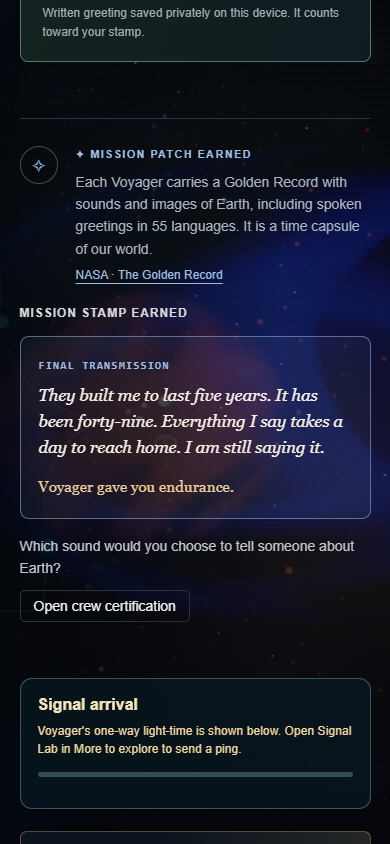 Written greeting saved privately on this device. It counts
toward your stamp.
✦ MISSION PATCH EARNED
Each Voyager carries a Golden Record with
sounds and images of Earth, including spoken
greetings in 55 languages. It is a time capsule
of our world.
NASA · The Golden Record
MISSION STAMP EARNED
FINAL TRANSMISSION
They built me to last five years. It has
been forty-nine. Everything I say takes a
day to reach home. I am still saying it.
Voyager gave you endurance.
Which sound would you choose to tell someone about
Earth?
Open crew certification
Signal arrival
Voyager's one-way light-time is shown below. Open Signal
Lab in More to explore to send a ping.